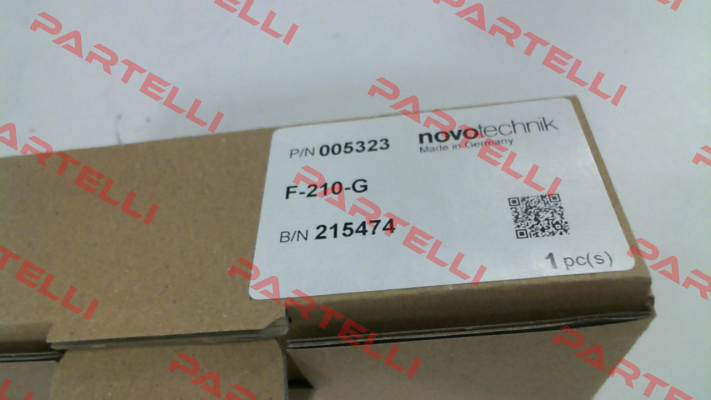 P/N 005323
novotechnik
Made in Germany
F-210-G
B/N 215474
1 pc(s)
PARTELLI
PARTELLI
PARTELLI
PARTELLI
PARTELLI
PARTELLI
PARTELLI
PARTELLI
PARTELLI
PARTELLI